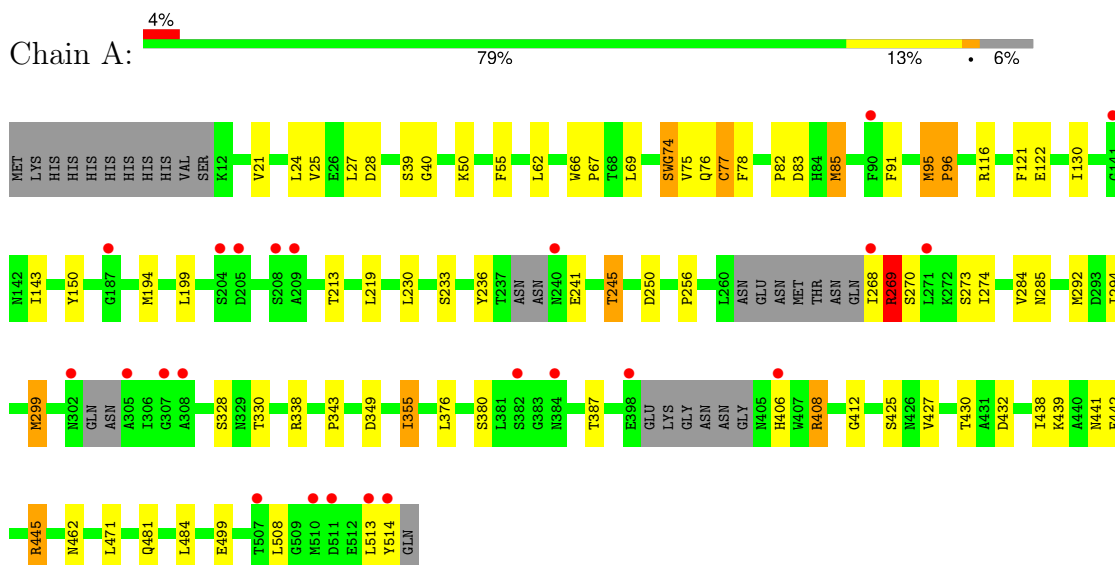 4%
Chain A:
79% 13% • 6%
MET LYS HIS HIS HIS HIS HIS HIS HIS VAL SER K12 V21 L24 V25 E26 L27 D28 S39 G40 K50 F55 L62 W66 P67 T68 L69 SWG74 V75 Q76 C77 F78 P82 D83 H84 M85 F90 F91 M95 P96 R116 F121 E122 I130 G141
N142 I143 Y150 G187 M194 L199 S204 D205 S208 A209 T213 L219 L230 S233 Y236 T237 ASN ASN N240 E241 T245 D250 P256 L260 ASN GLU ASN MET THR ASN GLN I268 R269 S270 L271 K272 S273 I274 V284 N285 M292 D293 I294
M299 N302 GLN ASN A305 I306 G307 A308 S328 N329 T330 R338 P343 D349 I355 L376 S380 L381 S382 G383 N384 T387 E398 GLU LYS GLY ASN ASN GLY N405 H406 W407 R408 G412 S425 N426 V427 T430 A431 D432 I438 K439 A440 N441
R445 N462 L471 Q481 L484 E499 T507 L508 G509 M510 D511 E512 L513 Y514 GLN